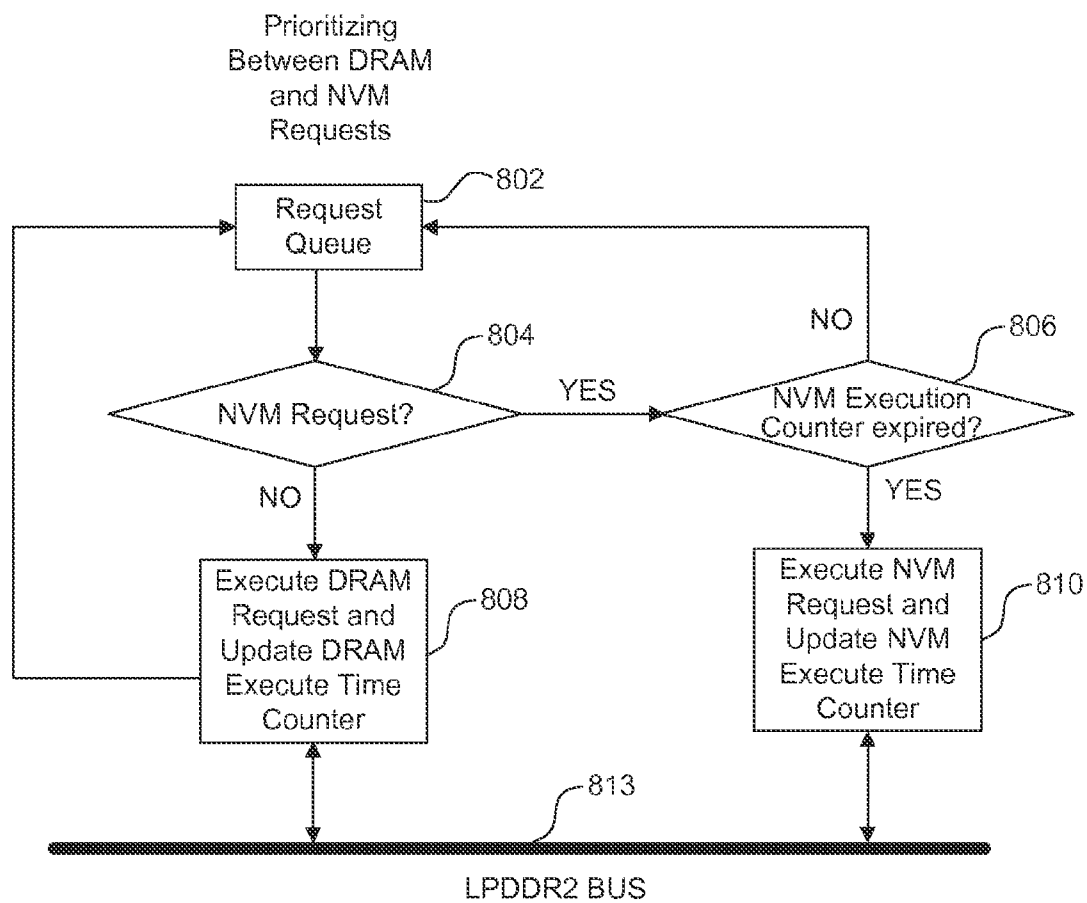 Prioritizing
Between DRAM
and NVM
Requests
802
Request
Queue
804
NVM Request?
YES
NO
806
NVM Execution
Counter expired?
NO
YES
Execute DRAM
Request and
Update DRAM
Execute Time
Counter
808
Execute NVM
Request and
Update NVM
Execute Time
Counter
810
813
LPDDR2 BUS